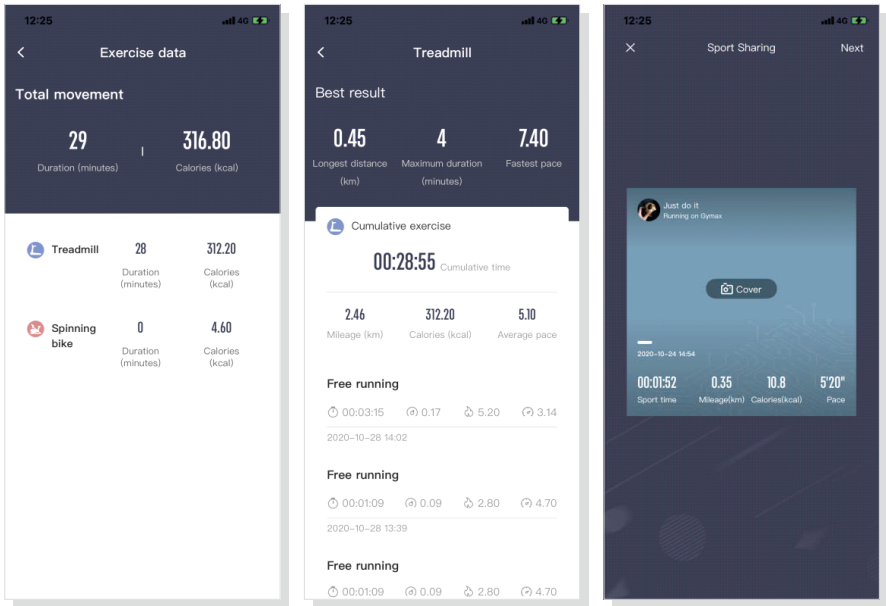 12:25
4G
Exercise data
Total movement
29
316.80
Duration (minutes)
Calories (kcal)
Treadmill
28
312.20
Duration
(minutes)
Calories
(kcal)
Spinning
bike
0
4.60
Duration
(minutes)
Calories
(kcal)
12:25
4G
Treadmill
Best result
0.45
4
7.40
Longest distance
(km)
Maximum duration
(minutes)
Fastest pace
Cumulative exercise
00:28:55 Cumulative time
2.46
312.20
5.10
Mileage (km)
Calories (kcal)
Average pace
Free running
00:03:15 0.17 5.20 3.14
2020-10-28 14:02
Free running
00:01:09 0.09 2.80 4.70
2020-10-28 13:39
Free running
00:01:09 0.09 2.80 4.70
12:25
4G
Sport Sharing
Next
Just do it
Running on Gymax
Cover
2020-10-24 14:54
00:01:52
0.35
10.8
5'20"
Sport time
Mileage(km)
Calories(kcal)
Pace